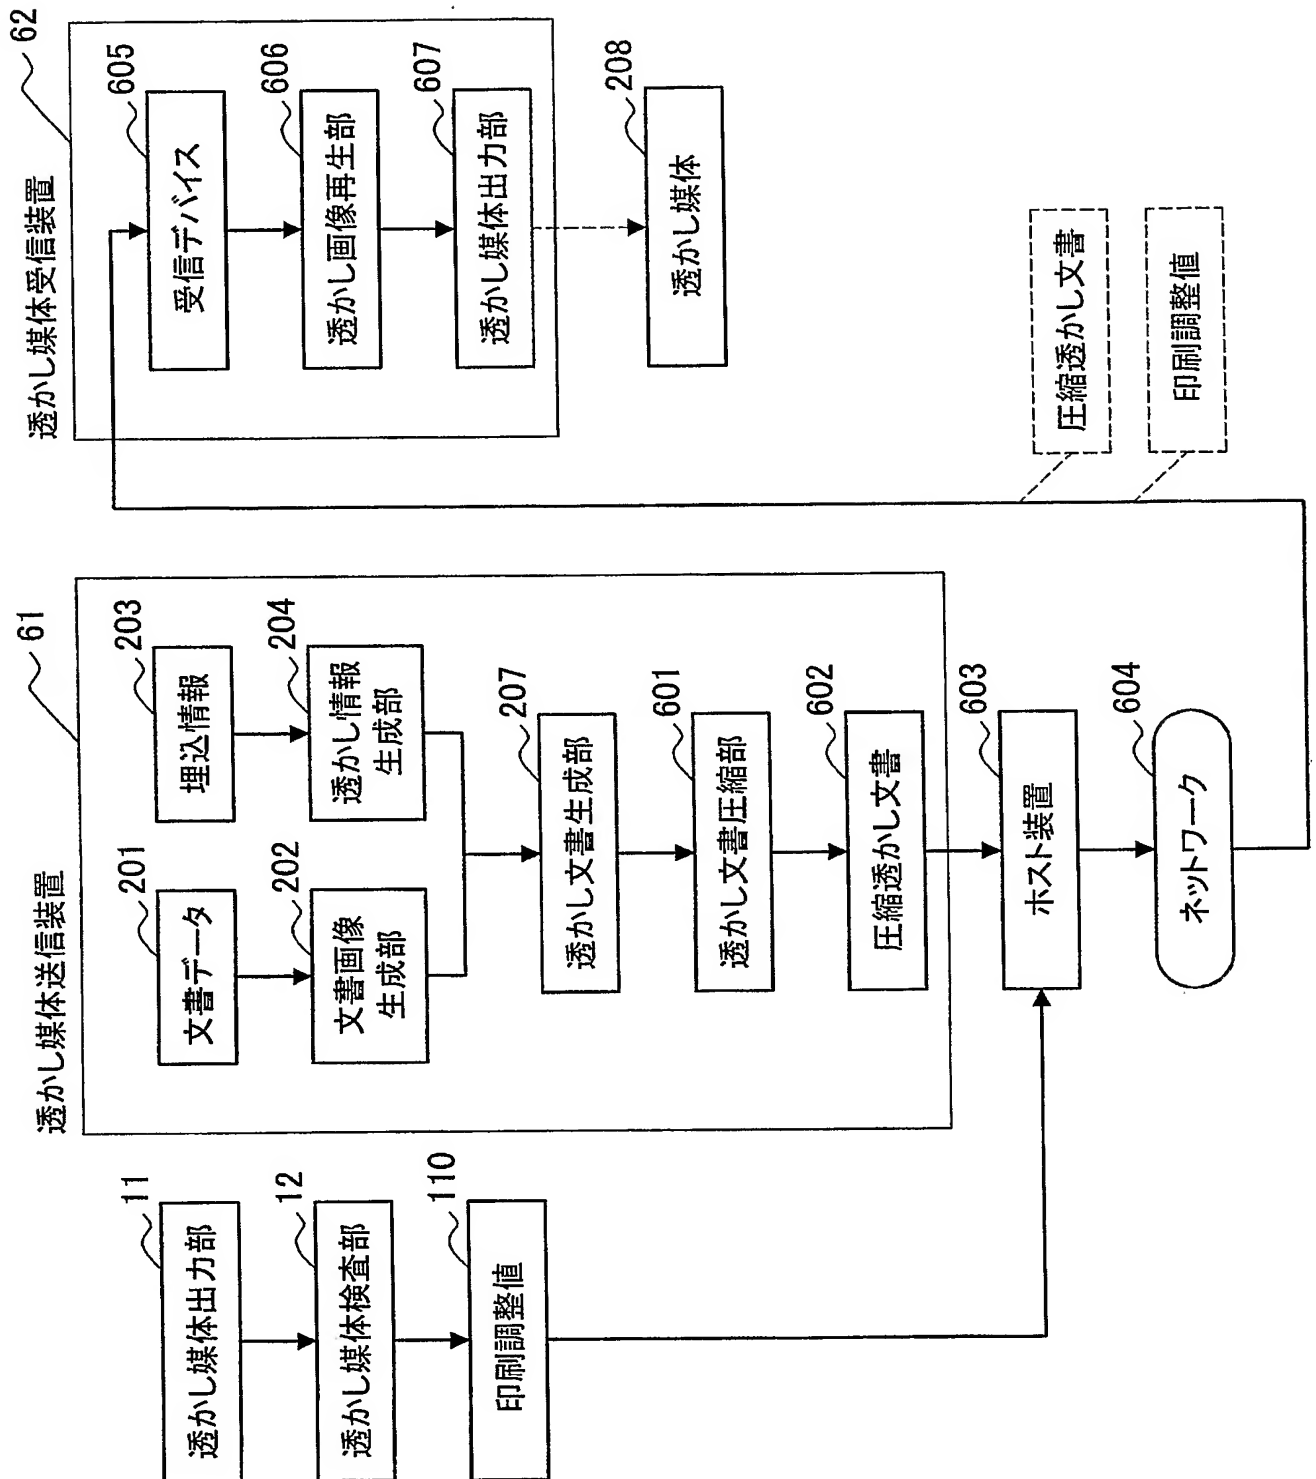 11
透かし媒体出力部
12
透かし媒体検査部
110
印刷調整値
透かし媒体送信装置
61
201
文書データ
202
文書画像
生成部
203
埋込情報
204
透かし情報
生成部
207
透かし文書生成部
601
透かし文書圧縮部
602
圧縮透かし文書
603
ホスト装置
604
ネットワーク
透かし媒体受信装置
62
605
受信デバイス
606
透かし画像再生部
607
透かし媒体出力部
208
透かし媒体
圧縮透かし文書
印刷調整値